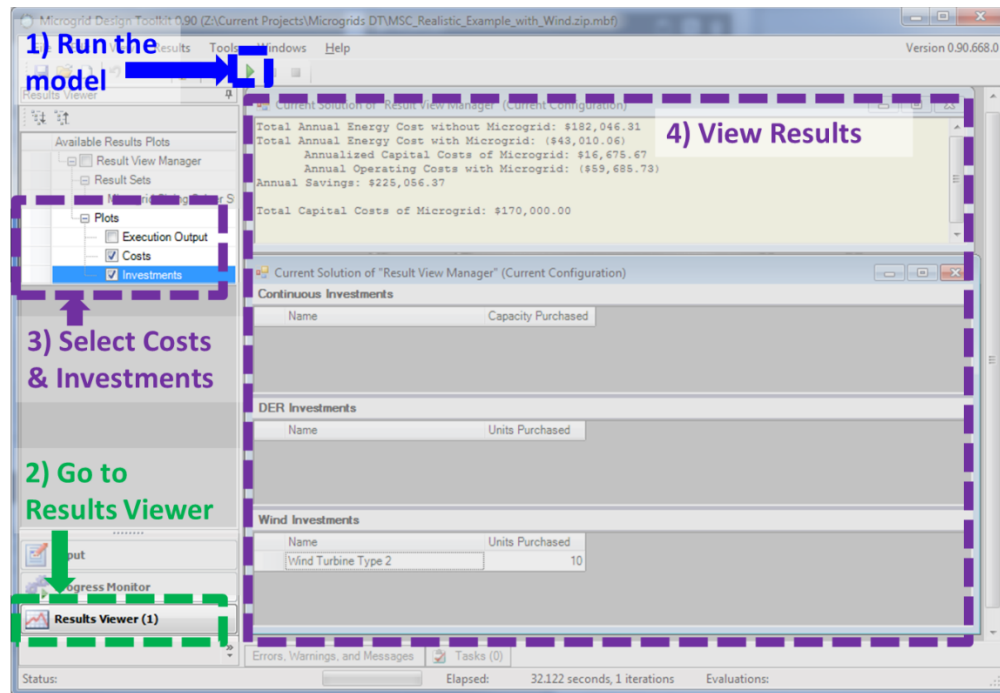 Microgrid Design Toolkit 0.90 (Z:\Current Projects\Microgrids DT\MSC_Realistic_Example_with_Wind.zip.mbf)
Results Tools Windows Help
Version 0.90.668.0
1) Run the
model
Results Viewer
Available Results Plots
Result View Manager
Result Sets
Plots
Execution Output
Costs
Investments
3) Select Costs
& Investments
2) Go to
Results Viewer
Input
Progress Monitor
Results Viewer (1)
Current Solution of "Result View Manager" (Current Configuration)
4) View Results
Total Annual Energy Cost without Microgrid: $182,046.31
Total Annual Energy Cost with Microgrid: ($43,010.06)
Annualized Capital Costs of Microgrid: $16,675.67
Annual Operating Costs with Microgrid: ($59,685.73)
Annual Savings: $225,056.37
Total Capital Costs of Microgrid: $170,000.00
Current Solution of "Result View Manager" (Current Configuration)
Continuous Investments
Name Capacity Purchased
DER Investments
Name Units Purchased
Wind Investments
Name Units Purchased
Wind Turbine Type 2 10
Errors, Warnings, and Messages Tasks (0)
Status: Elapsed: 32.122 seconds, 1 iterations Evaluations: